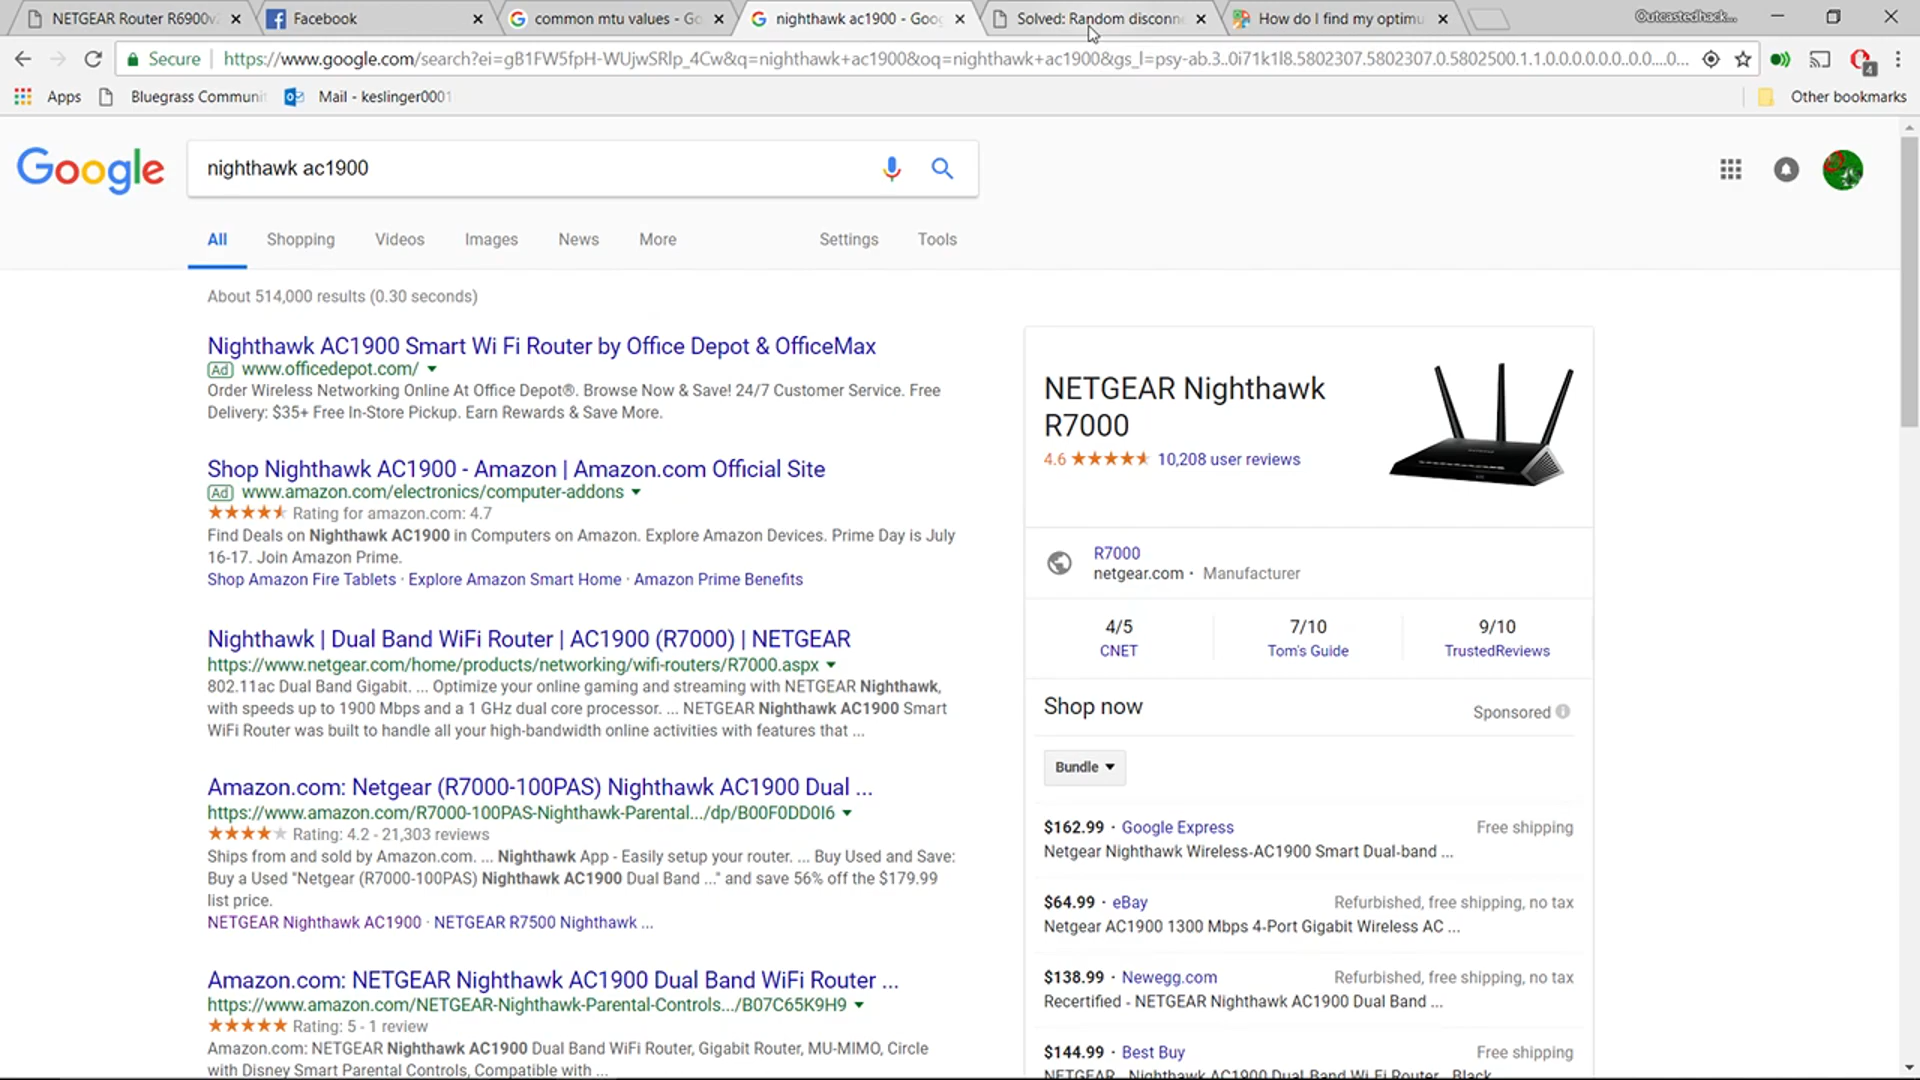 NETGEAR Router R6900v
Facebook
common mtu values - Go
nighthawk ac1900 - Goog
Solved: Random disconne
How do I find my optimu
Outcastedhack...
Secure
https://www.google.com/search?ei=gB1FW5fpH-WUjwSRlp_4Cw&q=nighthawk+ac1900&oq=nighthawk+ac1900&gs_l=psy-ab.3..0i71k1l8.5802307.5802307.0.5802500.1.1.0.0.0.0.0.0..0.0....0...
4
Apps
Bluegrass Communit
Mail - keslinger0001
Other bookmarks
Google
nighthawk ac1900
All
Shopping
Videos
Images
News
More
Settings
Tools
About 514,000 results (0.30 seconds)
Nighthawk AC1900 Smart Wi Fi Router by Office Depot & OfficeMax
Ad www.officedepot.com/
Order Wireless Networking Online At Office Depot®. Browse Now & Save! 24/7 Customer Service. Free
Delivery: $35+ Free In-Store Pickup. Earn Rewards & Save More.
Shop Nighthawk AC1900 - Amazon | Amazon.com Official Site
Ad www.amazon.com/electronics/computer-addons
Rating for amazon.com: 4.7
Find Deals on Nighthawk AC1900 in Computers on Amazon. Explore Amazon Devices. Prime Day is July
16-17. Join Amazon Prime.
Shop Amazon Fire Tablets · Explore Amazon Smart Home · Amazon Prime Benefits
Nighthawk | Dual Band WiFi Router | AC1900 (R7000) | NETGEAR
https://www.netgear.com/home/products/networking/wifi-routers/R7000.aspx
802.11ac Dual Band Gigabit. ... Optimize your online gaming and streaming with NETGEAR Nighthawk,
with speeds up to 1900 Mbps and a 1 GHz dual core processor. ... NETGEAR Nighthawk AC1900 Smart
WiFi Router was built to handle all your high-bandwidth online activities with features that ...
Amazon.com: Netgear (R7000-100PAS) Nighthawk AC1900 Dual ...
https://www.amazon.com/R7000-100PAS-Nighthawk-Parental.../dp/B00F0DD0I6
Rating: 4.2 - 21,303 reviews
Ships from and sold by Amazon.com. ... Nighthawk App - Easily setup your router. ... Buy Used and Save:
Buy a Used "Netgear (R7000-100PAS) Nighthawk AC1900 Dual Band ..." and save 56% off the $179.99
list price.
NETGEAR Nighthawk AC1900 · NETGEAR R7500 Nighthawk ...
Amazon.com: NETGEAR Nighthawk AC1900 Dual Band WiFi Router ...
https://www.amazon.com/NETGEAR-Nighthawk-Parental-Controls.../B07C65K9H9
Rating: 5 - 1 review
Amazon.com: NETGEAR Nighthawk AC1900 Dual Band WiFi Router, Gigabit Router, MU-MIMO, Circle
with Disney Smart Parental Controls, Compatible with ...
NETGEAR Nighthawk
R7000
4.6
10,208 user reviews
R7000
netgear.com · Manufacturer
4/5
CNET
7/10
Tom's Guide
9/10
TrustedReviews
Shop now
Sponsored
Bundle
$162.99 · Google Express
Free shipping
Netgear Nighthawk Wireless-AC1900 Smart Dual-band ...
$64.99 · eBay
Refurbished, free shipping, no tax
Netgear AC1900 1300 Mbps 4-Port Gigabit Wireless AC ...
$138.99 · Newegg.com
Refurbished, free shipping, no tax
Recertified - NETGEAR Nighthawk AC1900 Dual Band ...
$144.99 · Best Buy
Free shipping
NETGEAR - Nighthawk AC1900 Dual Band Wi-Fi Router - Black